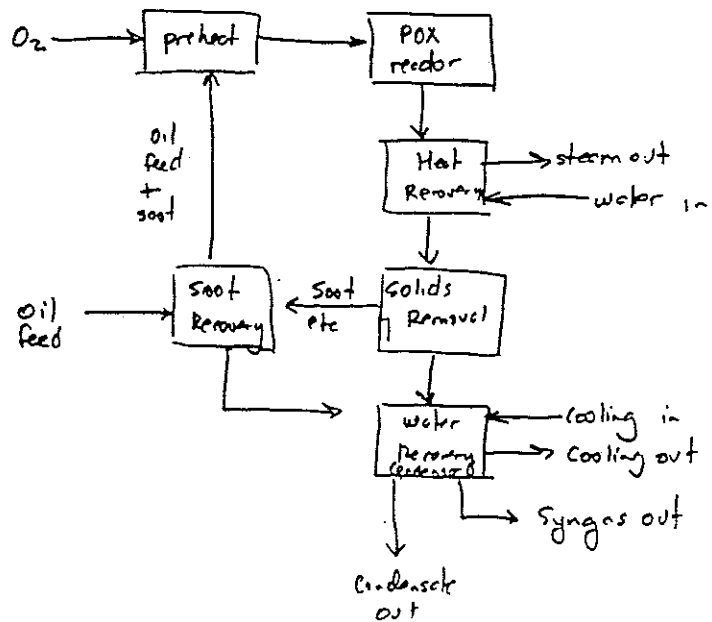 O₂
preheat
POX
reactor
oil
feed
+
soot
Heat
Recovery
steam out
water in
oil
feed
Soot
Recovery
Soot
etc
Solids
Removal
water
Recovery
cooling in
Cooling out
Syngas out
Condensate
out